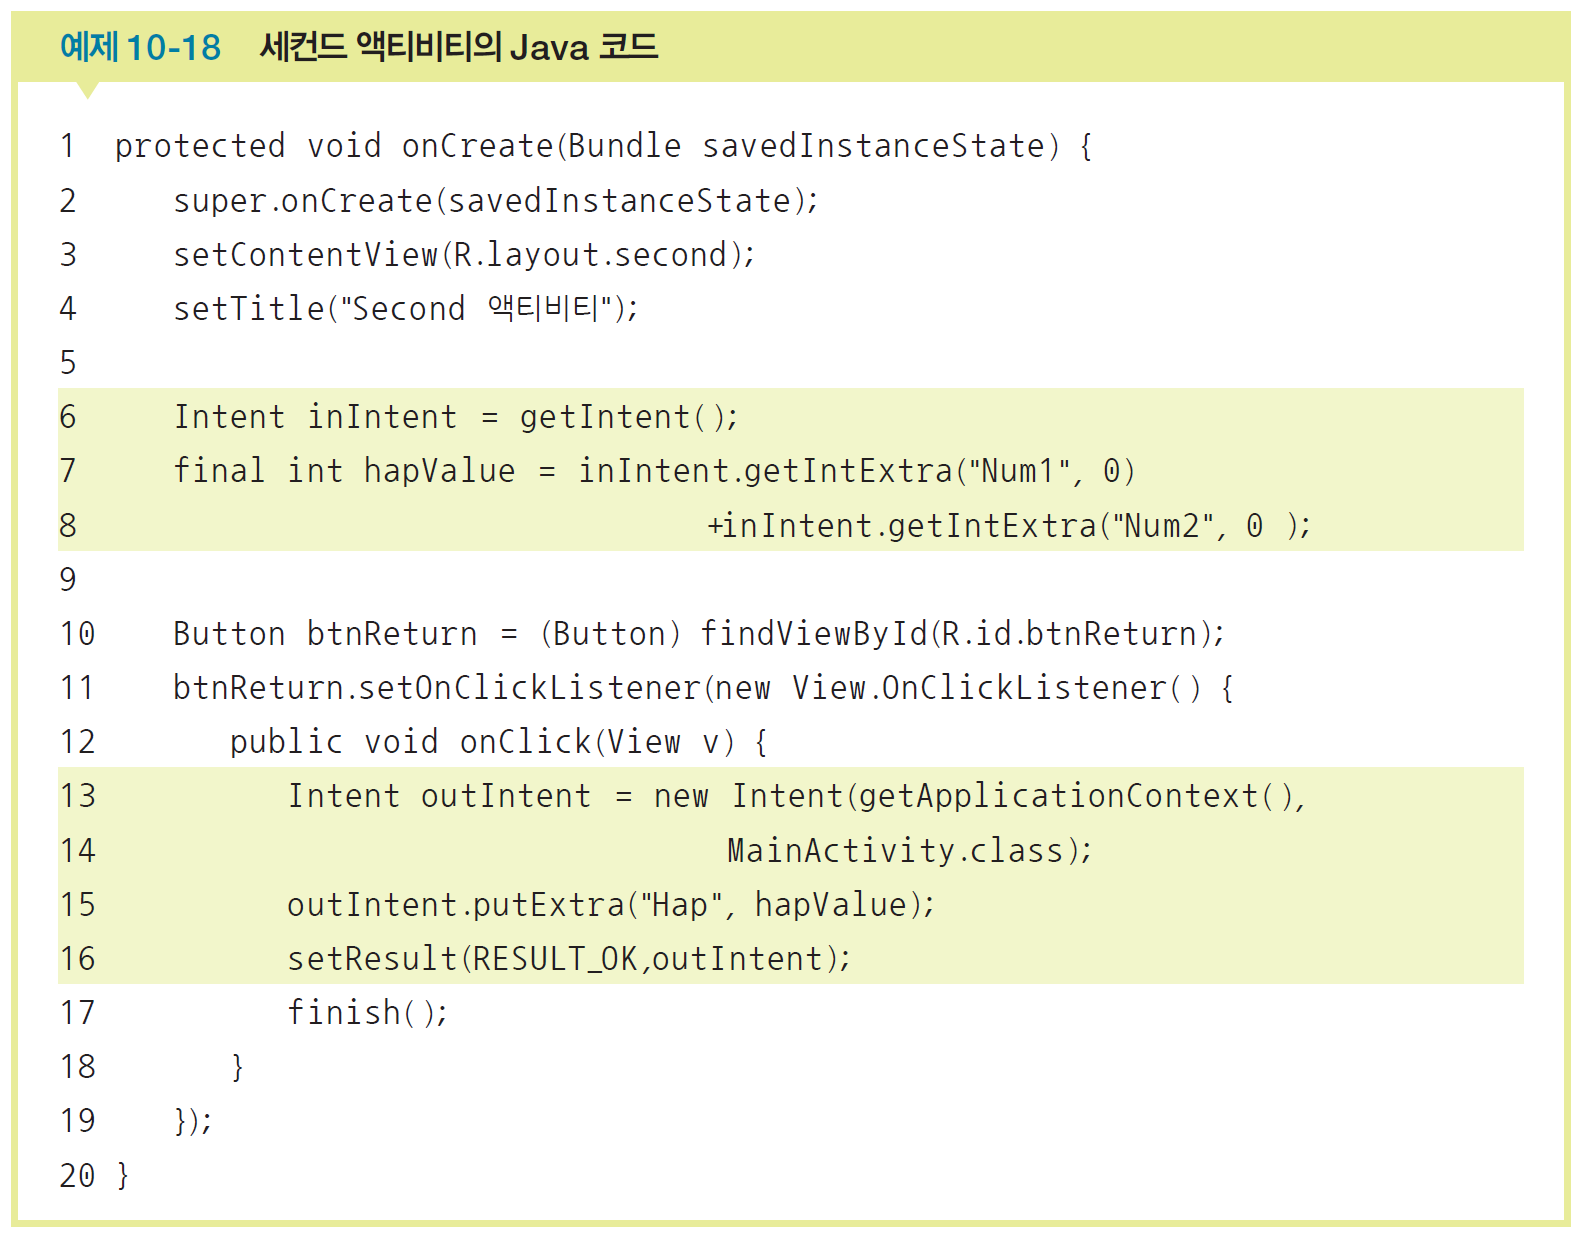 예제 10-18 세컨드 액티비티의 Java 코드
1 protected void onCreate(Bundle savedInstanceState) {
2 super.onCreate(savedInstanceState);
3 setContentView(R.layout.second);
4 setTitle("Second 액티비티");
5
6 Intent inIntent = getIntent();
7 final int hapValue = inIntent.getIntExtra("Num1", 0)
8 +inIntent.getIntExtra("Num2", 0 );
9
10 Button btnReturn = (Button) findViewById(R.id.btnReturn);
11 btnReturn.setOnClickListener(new View.OnClickListener() {
12 public void onClick(View v) {
13 Intent outIntent = new Intent(getApplicationContext(),
14 MainActivity.class);
15 outIntent.putExtra("Hap", hapValue);
16 setResult(RESULT_OK,outIntent);
17 finish();
18 }
19 });
20 }